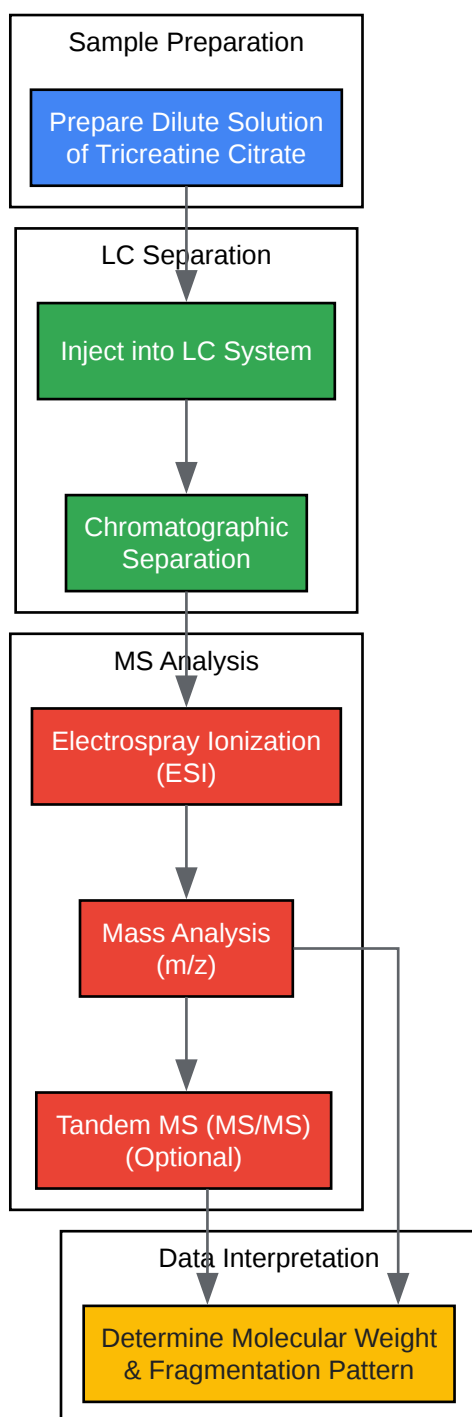 Sample Preparation
Prepare Dilute Solution
of Tricreatine Citrate
LC Separation
Inject into LC System
Chromatographic
Separation
MS Analysis
Electrospray Ionization
(ESI)
Mass Analysis
(m/z)
Tandem MS (MS/MS)
(Optional)
Data Interpretation
Determine Molecular Weight
& Fragmentation Pattern